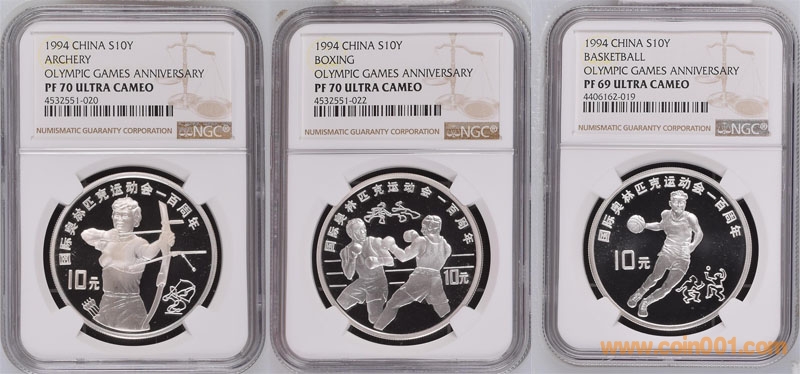 1994 CHINA S10Y
ARCHERY
OLYMPIC GAMES ANNIVERSARY
PF 70 ULTRA CAMEO
4532551-020
NUMISMATIC GUARANTY CORPORATION
NGC®
国际奥林匹克运动会一百周年
10元
1994 CHINA S10Y
BOXING
OLYMPIC GAMES ANNIVERSARY
PF 70 ULTRA CAMEO
4532551-022
NUMISMATIC GUARANTY CORPORATION
NGC®
国际奥林匹克运动会一百周年
10元
1994 CHINA S10Y
BASKETBALL
OLYMPIC GAMES ANNIVERSARY
PF 69 ULTRA CAMEO
4406162-019
NUMISMATIC GUARANTY CORPORATION
NGC®
国际奥林匹克运动会一百周年
10元
www.coin001.com